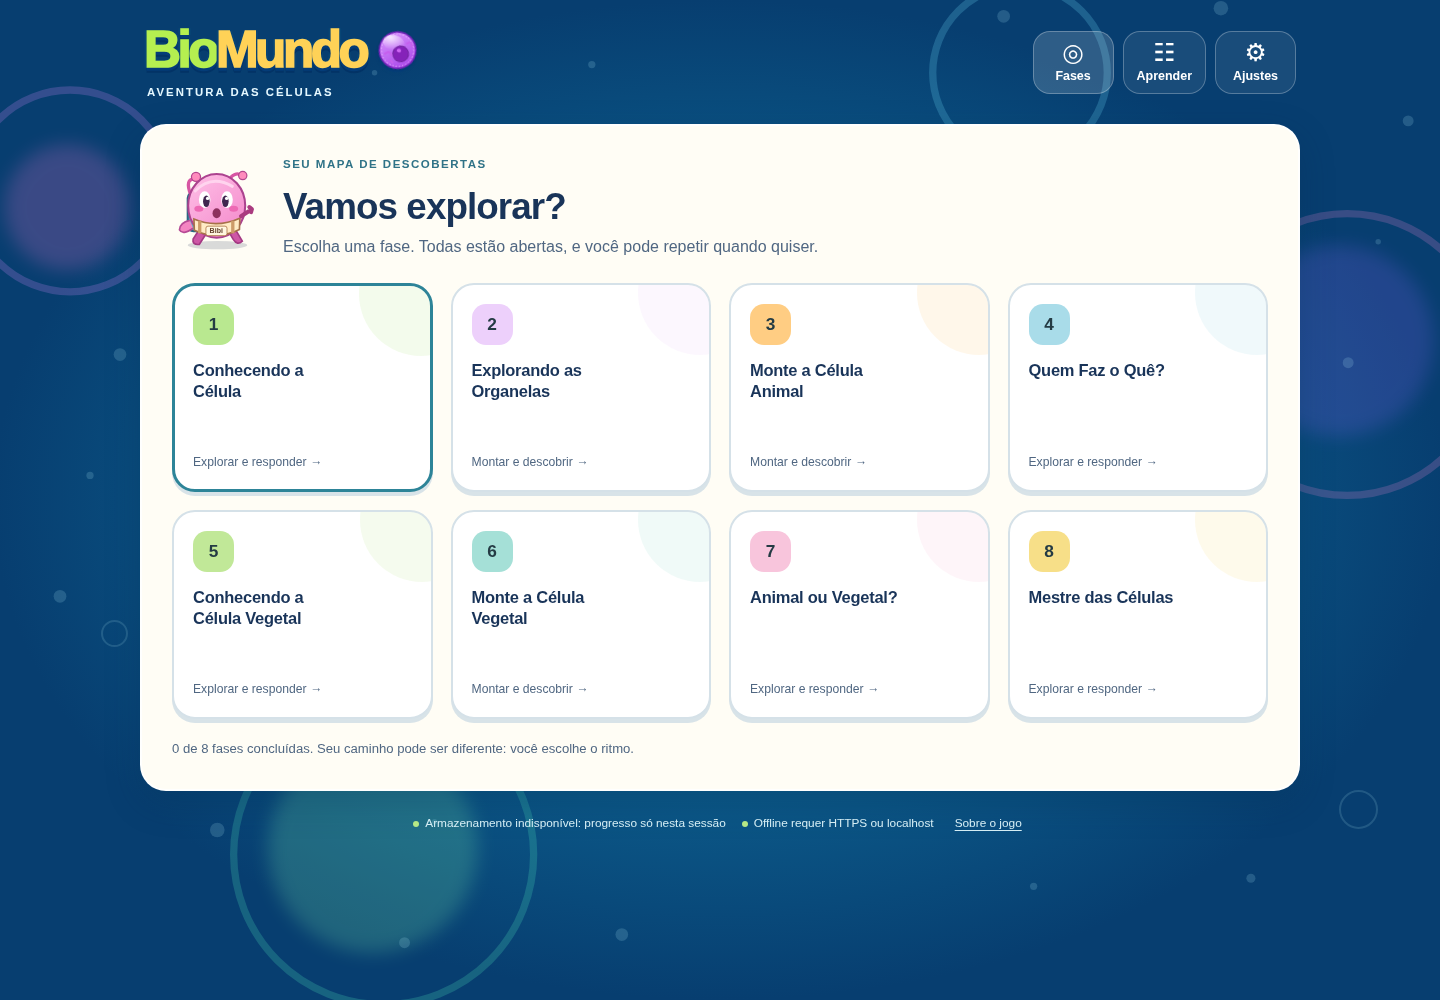 BioMundo
AVENTURA DAS CÉLULAS
Fases
Aprender
Ajustes
Bibi
SEU MAPA DE DESCOBERTAS
Vamos explorar?
Escolha uma fase. Todas estão abertas, e você pode repetir quando quiser.
1
Conhecendo a
Célula
Explorar e responder →
2
Explorando as
Organelas
Montar e descobrir →
3
Monte a Célula
Animal
Montar e descobrir →
4
Quem Faz o Quê?
Explorar e responder →
5
Conhecendo a
Célula Vegetal
Explorar e responder →
6
Monte a Célula
Vegetal
Montar e descobrir →
7
Animal ou Vegetal?
Explorar e responder →
8
Mestre das Células
Explorar e responder →
0 de 8 fases concluídas. Seu caminho pode ser diferente: você escolhe o ritmo.
Armazenamento indisponível: progresso só nesta sessão
Offline requer HTTPS ou localhost
Sobre o jogo